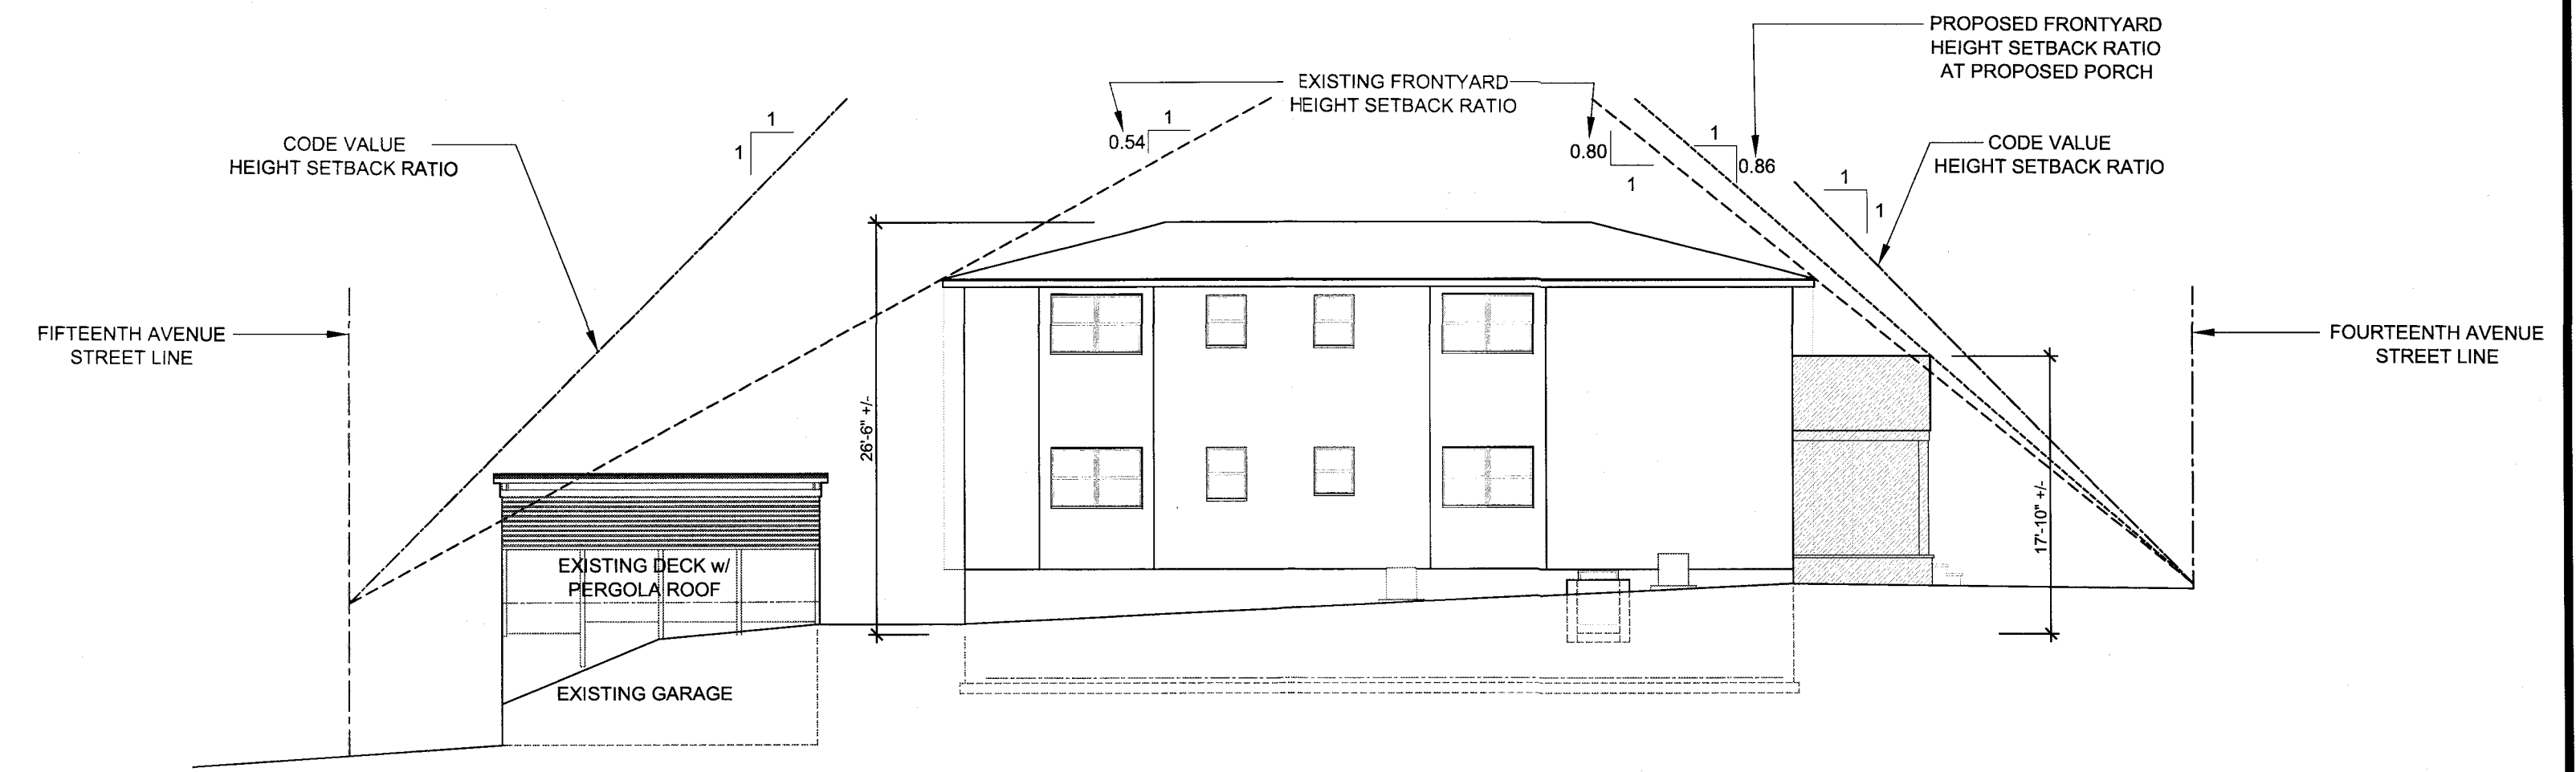 PROPOSED FRONTYARD
HEIGHT SETBACK RATIO
AT PROPOSED PORCH
EXISTING FRONTYARD
HEIGHT SETBACK RATIO
CODE VALUE
HEIGHT SETBACK RATIO
1
1
0.54
1
0.80
1
1
0.86
1
1
CODE VALUE
HEIGHT SETBACK RATIO
FIFTEENTH AVENUE
STREET LINE
FOURTEENTH AVENUE
STREET LINE
26'-6" +/-
17'-10" +/-
EXISTING DECK w/
PERGOLA ROOF
EXISTING GARAGE